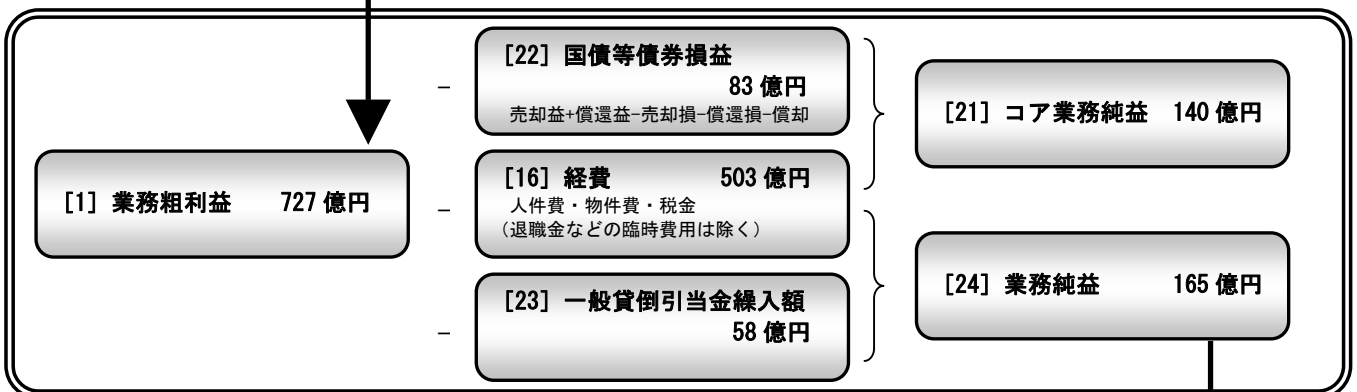 [22] 国債等債券損益
83 億円
売却益+償還益-売却損-償還損-償却
[21] コア業務純益 140 億円
[1] 業務粗利益 727 億円
[16] 経費 503 億円
人件費・物件費・税金
(退職金などの臨時費用は除く)
[23] 一般貸倒引当金繰入額
58 億円
[24] 業務純益 165 億円